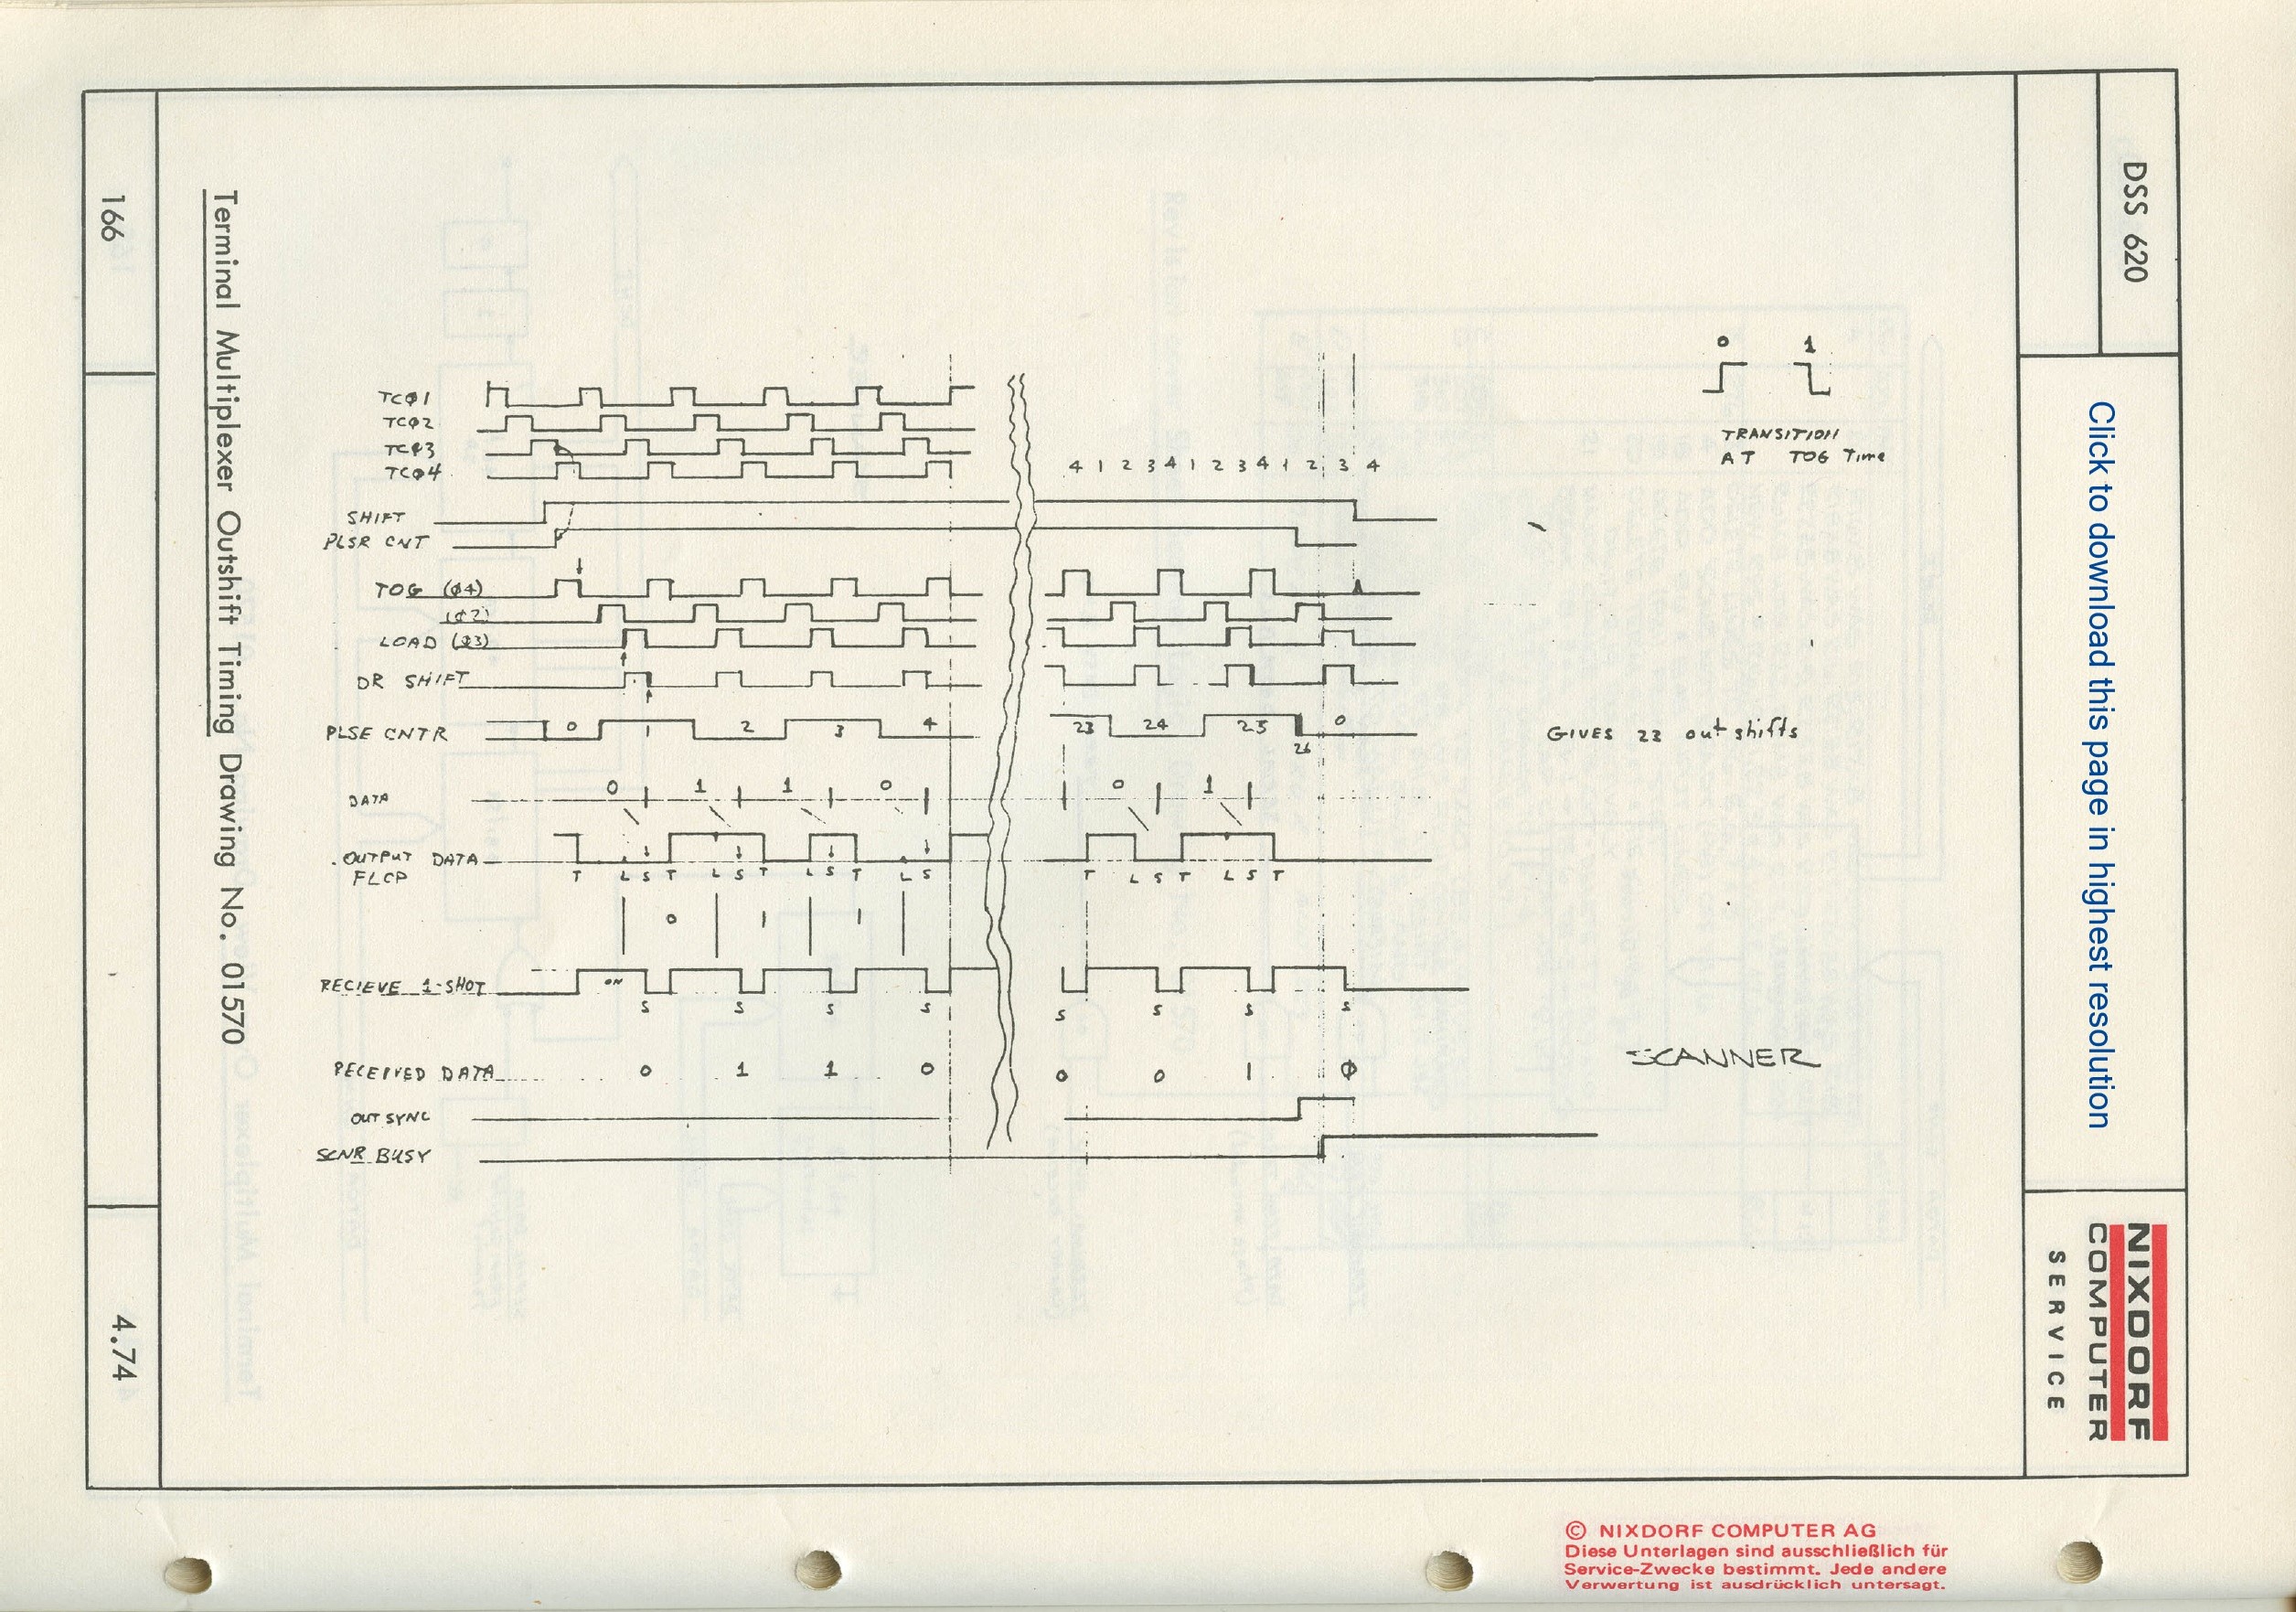 DSS 620
Click to download this page in highest resolution
NIXDORF
COMPUTER
SERVICE
Terminal Multiplexer Outshift Timing Drawing No. 01570
166
4.74
0 1
TRANSITION
AT TOG Time
TCφ1
TCφ2
TCφ3
TCφ4
4 1 2 3 4 1 2 3 4 1 2 3 4
SHIFT
PLSR CNT
TOG (φ4)
(φ2)
LOAD (φ3)
DR SHIFT
PLSE CNTR 0 1 2 3 4 23 24 25 26 0
GIVES 23 out shifts
DATA 0 1 1 0 0 1
OUTPUT DATA
FLCP
T L S T L S T L S T L S T L S T L S T
0 1 1
RECIEVE 1-SHOT ON
S S S S S S S S
RECEIVED DATA 0 1 1 0 0 0 1 φ
SCANNER
OUT SYNC
SCNR BUSY
© NIXDORF COMPUTER AG
Diese Unterlagen sind ausschließlich für
Service-Zwecke bestimmt. Jede andere
Verwertung ist ausdrücklich untersagt.